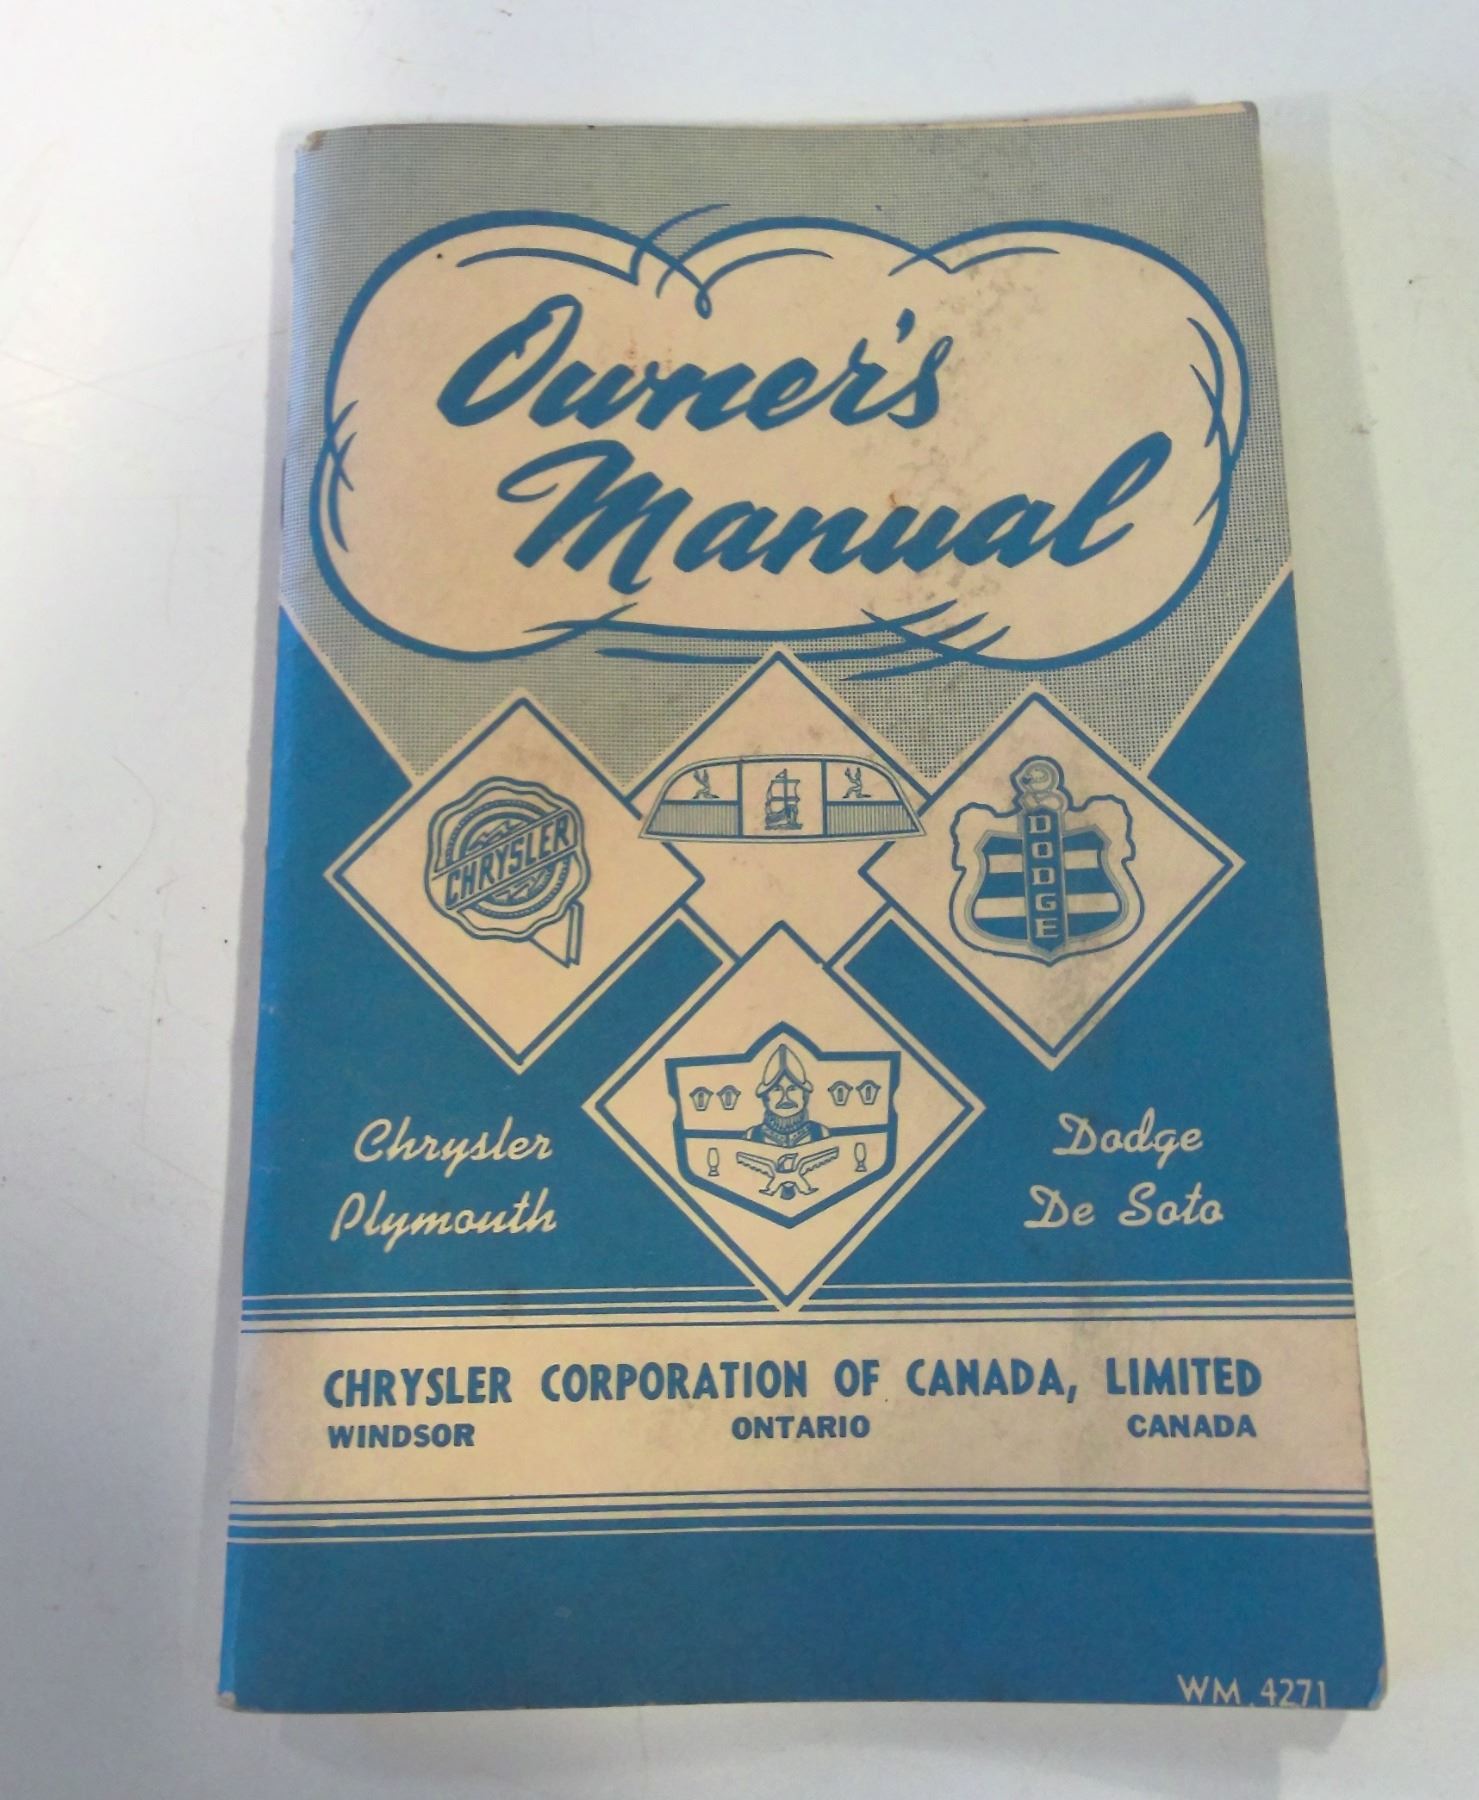 Owner's
Manual
CHRYSLER
DODGE
Chrysler
Plymouth
Dodge
De Soto
CHRYSLER CORPORATION OF CANADA, LIMITED
WINDSOR ONTARIO CANADA
WM. 4271